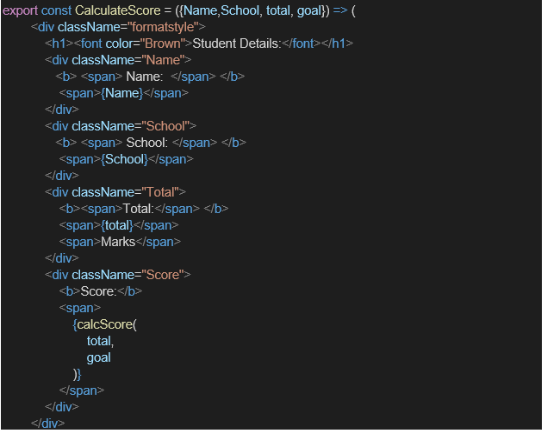 export const CalculateScore = ({Name,School, total, goal}) => (
<div className="formatstyle">
<h1><font color="Brown">Student Details:</font></h1>
<div className="Name">
<b> <span> Name:  </span> </b>
<span>{Name}</span>
</div>
<div className="School">
<b> <span> School: </span> </b>
<span>{School}</span>
</div>
<div className="Total">
<b><span>Total:</span> </b>
<span>{total}</span>
<span>Marks</span>
</div>
<div className="Score">
<b>Score:</b>
<span>
{calcScore(
total,
goal
)}
</span>
</div>
</div>